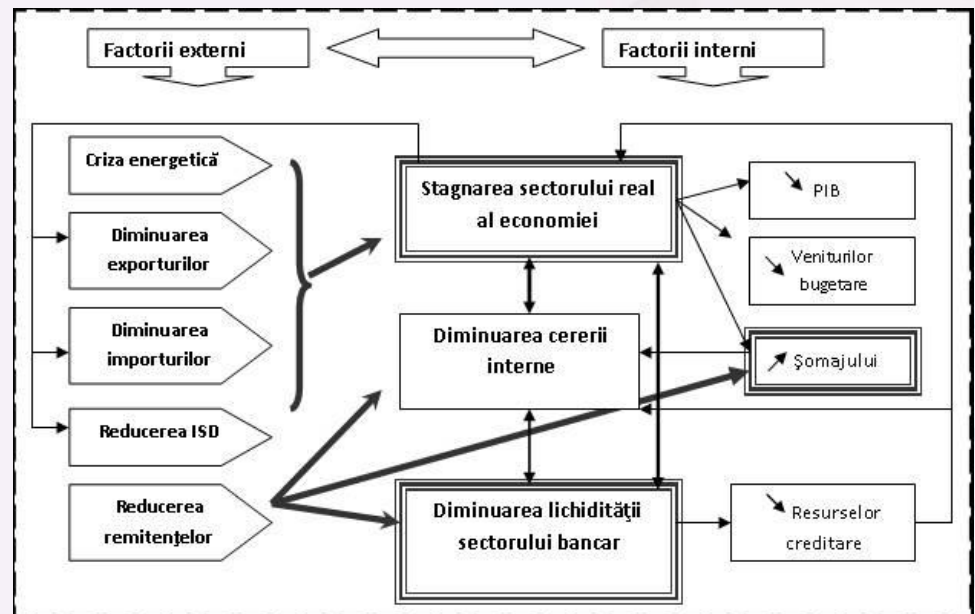 Factorii externi
Factorii interni
Criza energetică
Diminuarea
exporturilor
Diminuarea
importurilor
Reducerea ISD
Reducerea
remitenţelor
Stagnarea sectorului real
al economiei
Diminuarea cererii
interne
Diminuarea lichidităţii
sectorului bancar
PIB
Veniturilor
bugetare
Şomajului
Resurselor
creditare